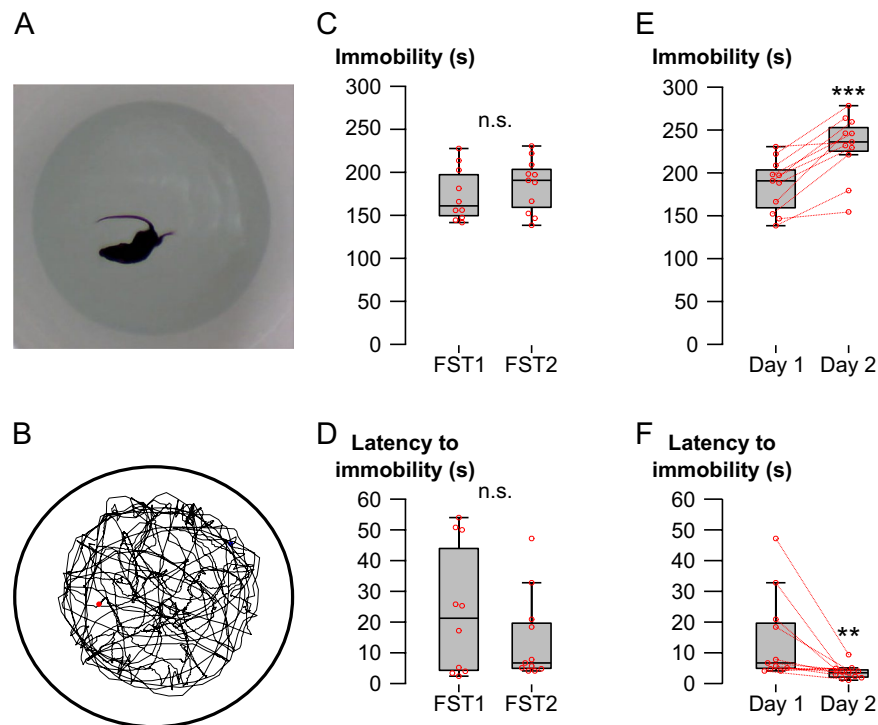 A
C
E
Immobility (s)
Immobility (s)
300
250
200
150
100
50
0
n.s.
FST1 FST2
300
250
200
150
100
50
0
***
Day 1 Day 2
B
D
F
Latency to
immobility (s)
60
50
40
30
20
10
0
n.s.
FST1 FST2
Latency to
immobility (s)
60
50
40
30
20
10
0
**
Day 1 Day 2